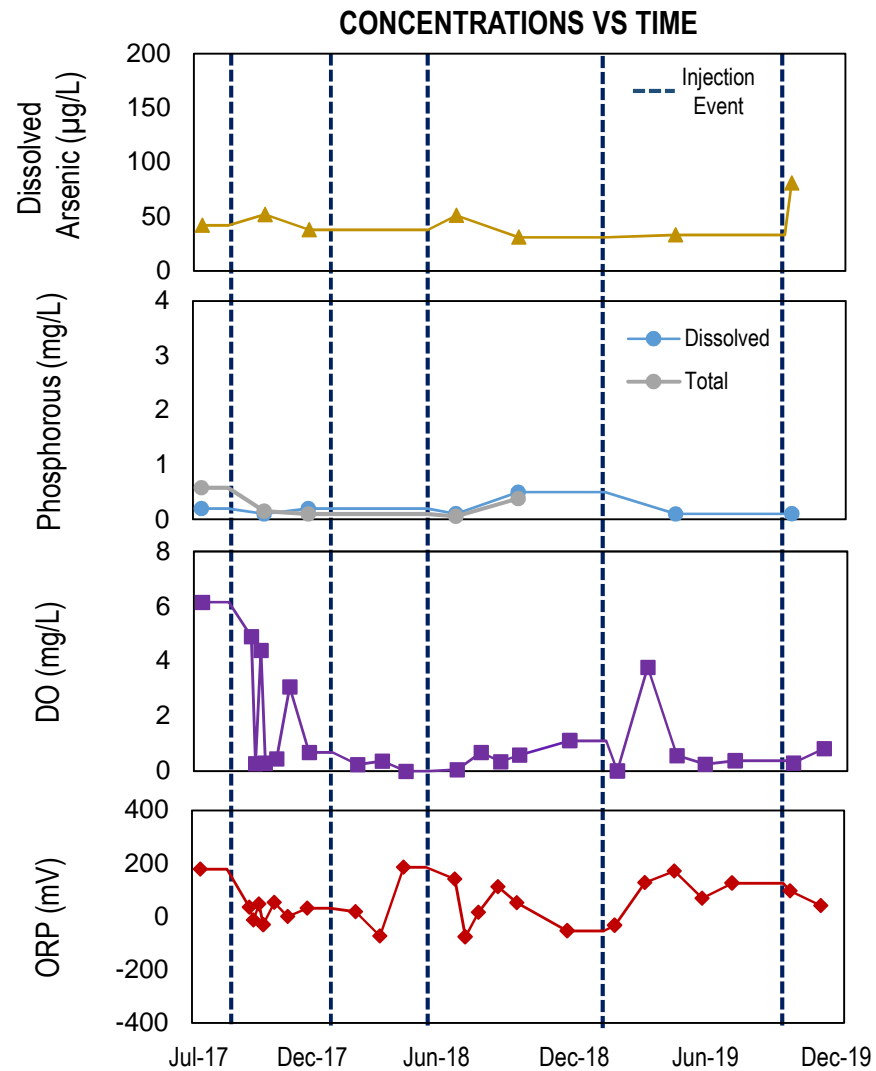 CONCENTRATIONS VS TIME
Dissolved
Arsenic (µg/L)
200
150
100
50
0
Injection
Event
Phosphorous (mg/L)
4
3
2
1
0
Dissolved
Total
DO (mg/L)
8
6
4
2
0
ORP (mV)
400
200
0
-200
-400
Jul-17
Dec-17
Jun-18
Dec-18
Jun-19
Dec-19